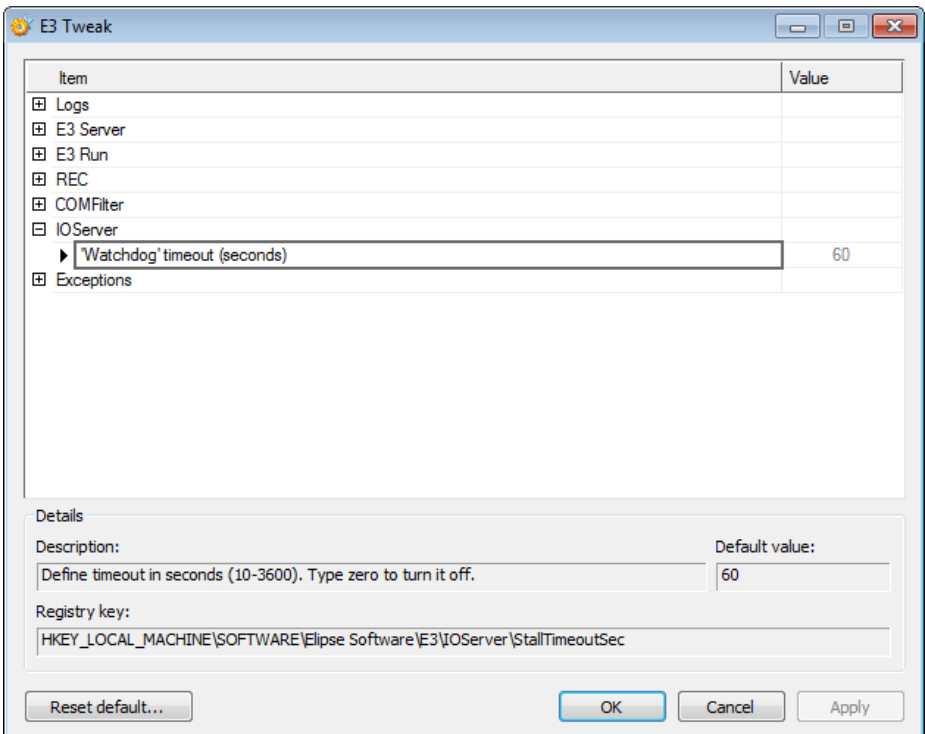 E3 Tweak
Item Value
Logs
E3 Server
E3 Run
REC
COMFilter
IOServer
'Watchdog' timeout (seconds) 60
Exceptions
Details
Description: Default value:
Define timeout in seconds (10-3600). Type zero to turn it off. 60
Registry key:
HKEY_LOCAL_MACHINE\SOFTWARE\Elipse Software\E3\IOServer\StallTimeoutSec
Reset default... OK Cancel Apply